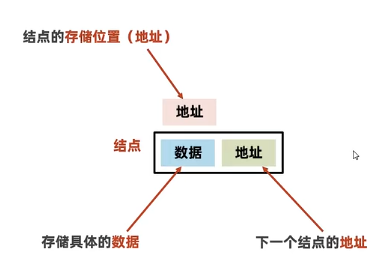 结点的存储位置（地址）
地址
结点
数据 地址
存储具体的数据
下一个结点的地址